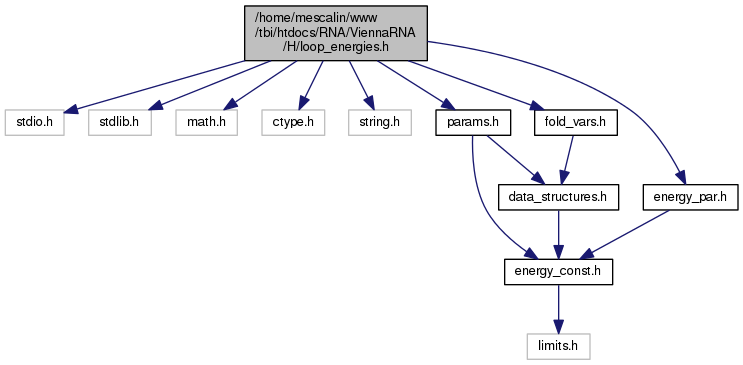 /home/mescalin/www
/tbi/htdocs/RNA/ViennaRNA
/H/loop_energies.h
stdio.h
stdlib.h
math.h
ctype.h
string.h
params.h
fold_vars.h
data_structures.h
energy_par.h
energy_const.h
limits.h